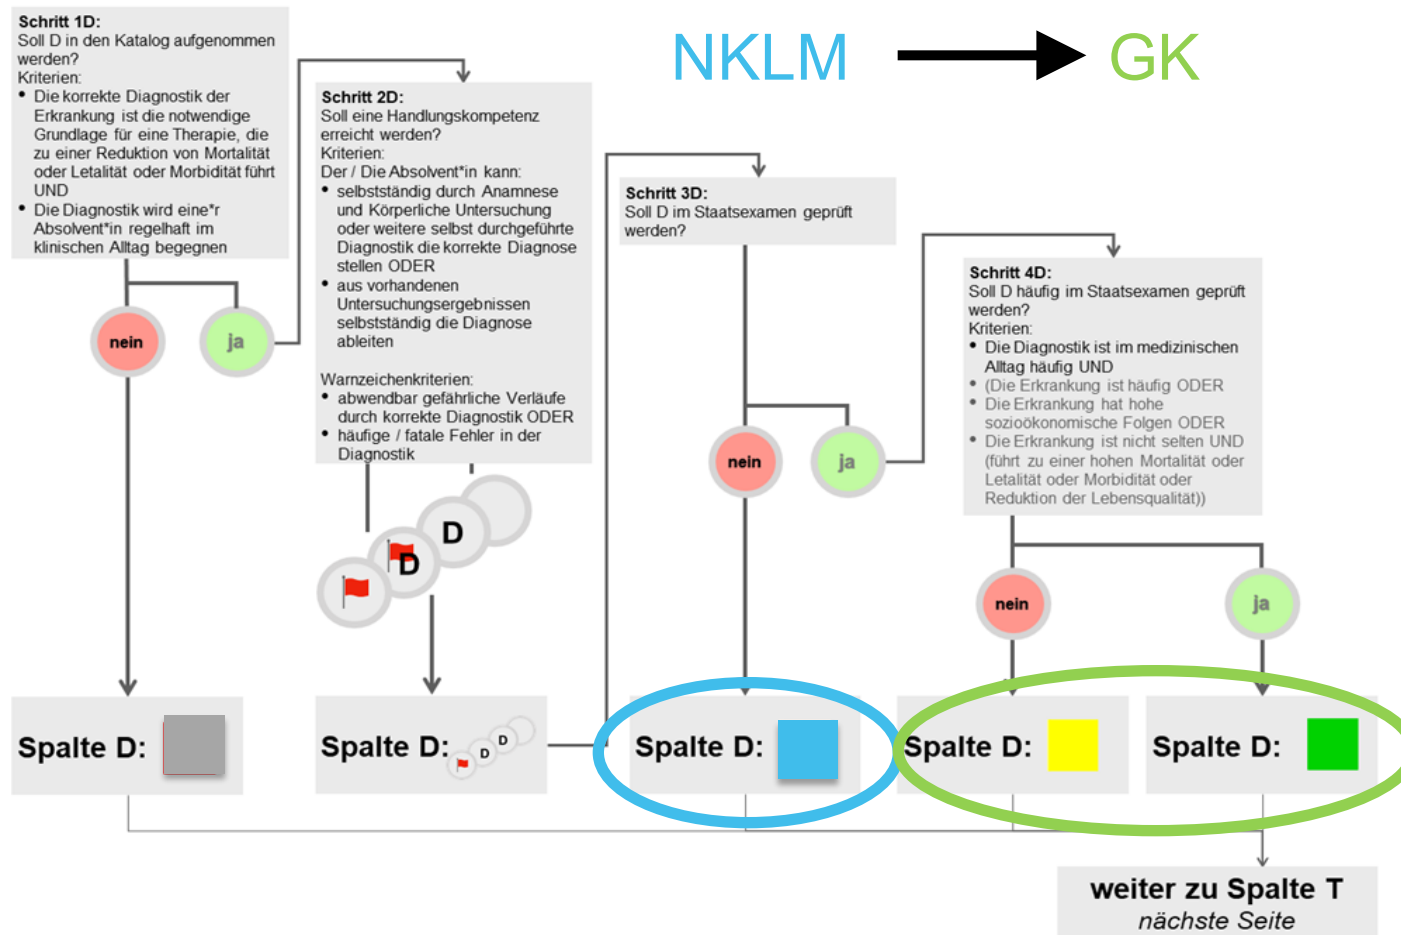 NKLM
GK
Schritt 1D:
Soll D in den Katalog aufgenommen
werden?
Kriterien:
• Die korrekte Diagnostik der
Erkrankung ist die notwendige
Grundlage für eine Therapie, die
zu einer Reduktion von Mortalität
oder Letalität oder Morbidität führt
UND
• Die Diagnostik wird eine*r
Absolvent*in regelhaft im
klinischen Alltag begegnen
nein
ja
Schritt 2D:
Soll eine Handlungskompetenz
erreicht werden?
Kriterien:
Der / Die Absolvent*in kann:
• selbstständig durch Anamnese
und Körperliche Untersuchung
oder weitere selbst durchgeführte
Diagnostik die korrekte Diagnose
stellen ODER
• aus vorhandenen
Untersuchungsergebnissen
selbstständig die Diagnose
ableiten
Warnzeichenkriterien:
• abwendbar gefährliche Verläufe
durch korrekte Diagnostik ODER
• häufige / fatale Fehler in der
Diagnostik
D
D
Schritt 3D:
Soll D im Staatsexamen geprüft
werden?
nein
ja
Schritt 4D:
Soll D häufig im Staatsexamen geprüft
werden?
Kriterien:
• Die Diagnostik ist im medizinischen
Alltag häufig UND
• (Die Erkrankung ist häufig ODER
• Die Erkrankung hat hohe
sozioökonomische Folgen ODER
• Die Erkrankung ist nicht selten UND
(führt zu einer hohen Mortalität oder
Letalität oder Morbidität oder
Reduktion der Lebensqualität))
nein
ja
Spalte D:
Spalte D:
D
D
Spalte D:
Spalte D:
Spalte D:
weiter zu Spalte T
nächste Seite